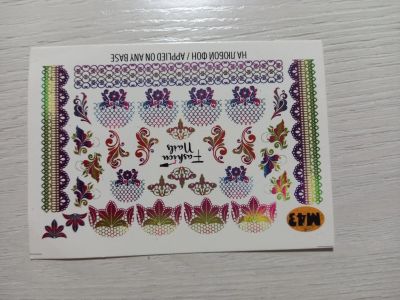 НА ЛЮБОЙ ФОН / APPLIED ON ANY BASE
Fashion
Nails
M43